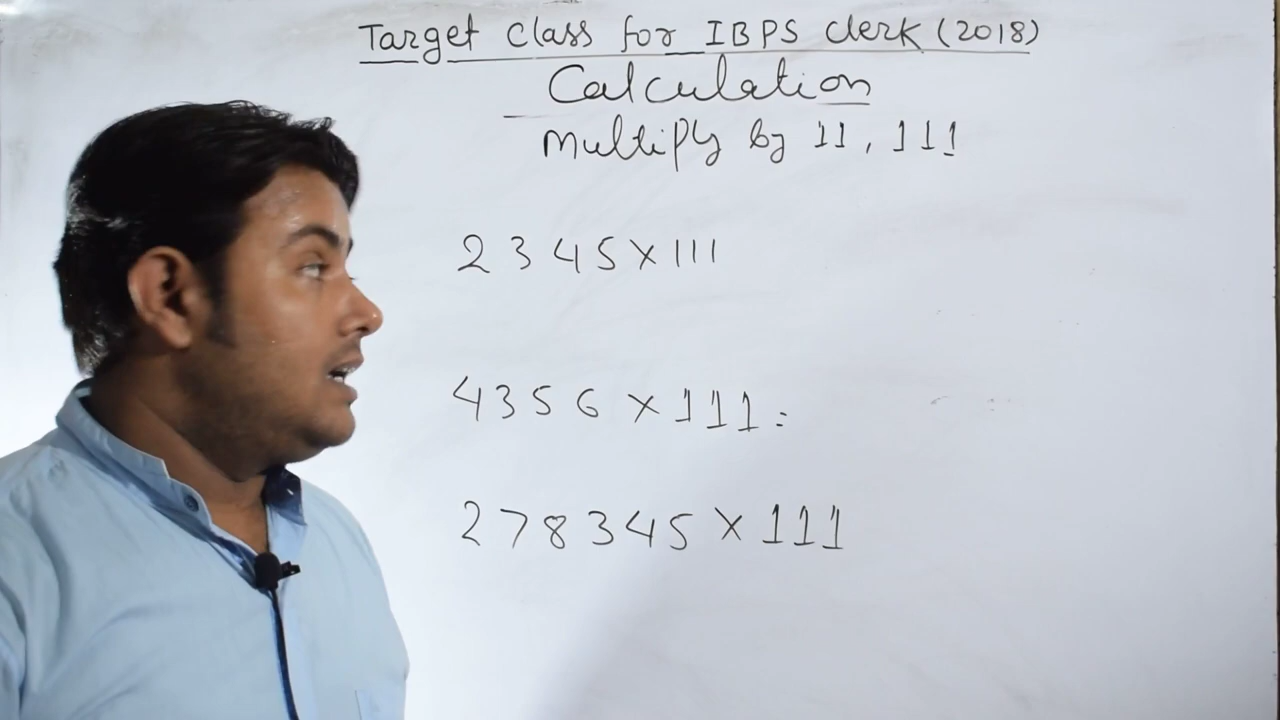 Target Class for IBPS Clerk (2018)
Calculation
Multiply by 11, 111
2345×111
4356×111=
278345×111